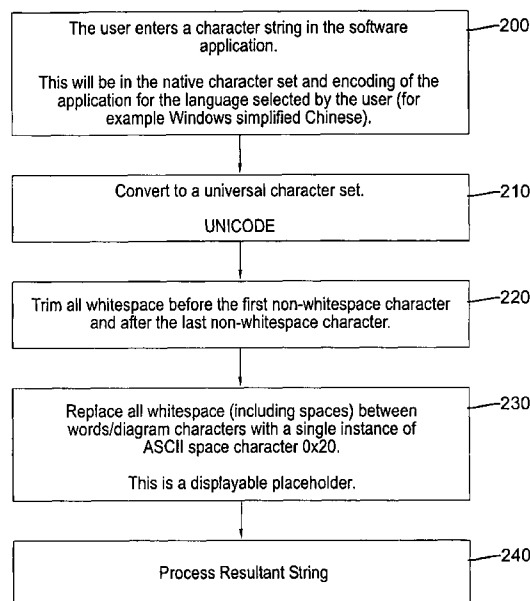 The user enters a character string in the software
application.
200
This will be in the native character set and encoding of the
application for the language selected by the user (for
example Windows simplified Chinese).
Convert to a universal character set.
210
UNICODE
Trim all whitespace before the first non-whitespace character
and after the last non-whitespace character.
220
Replace all whitespace (including spaces) between
words/diagram characters with a single instance of
ASCII space character 0x20.
230
This is a displayable placeholder.
Process Resultant String
240